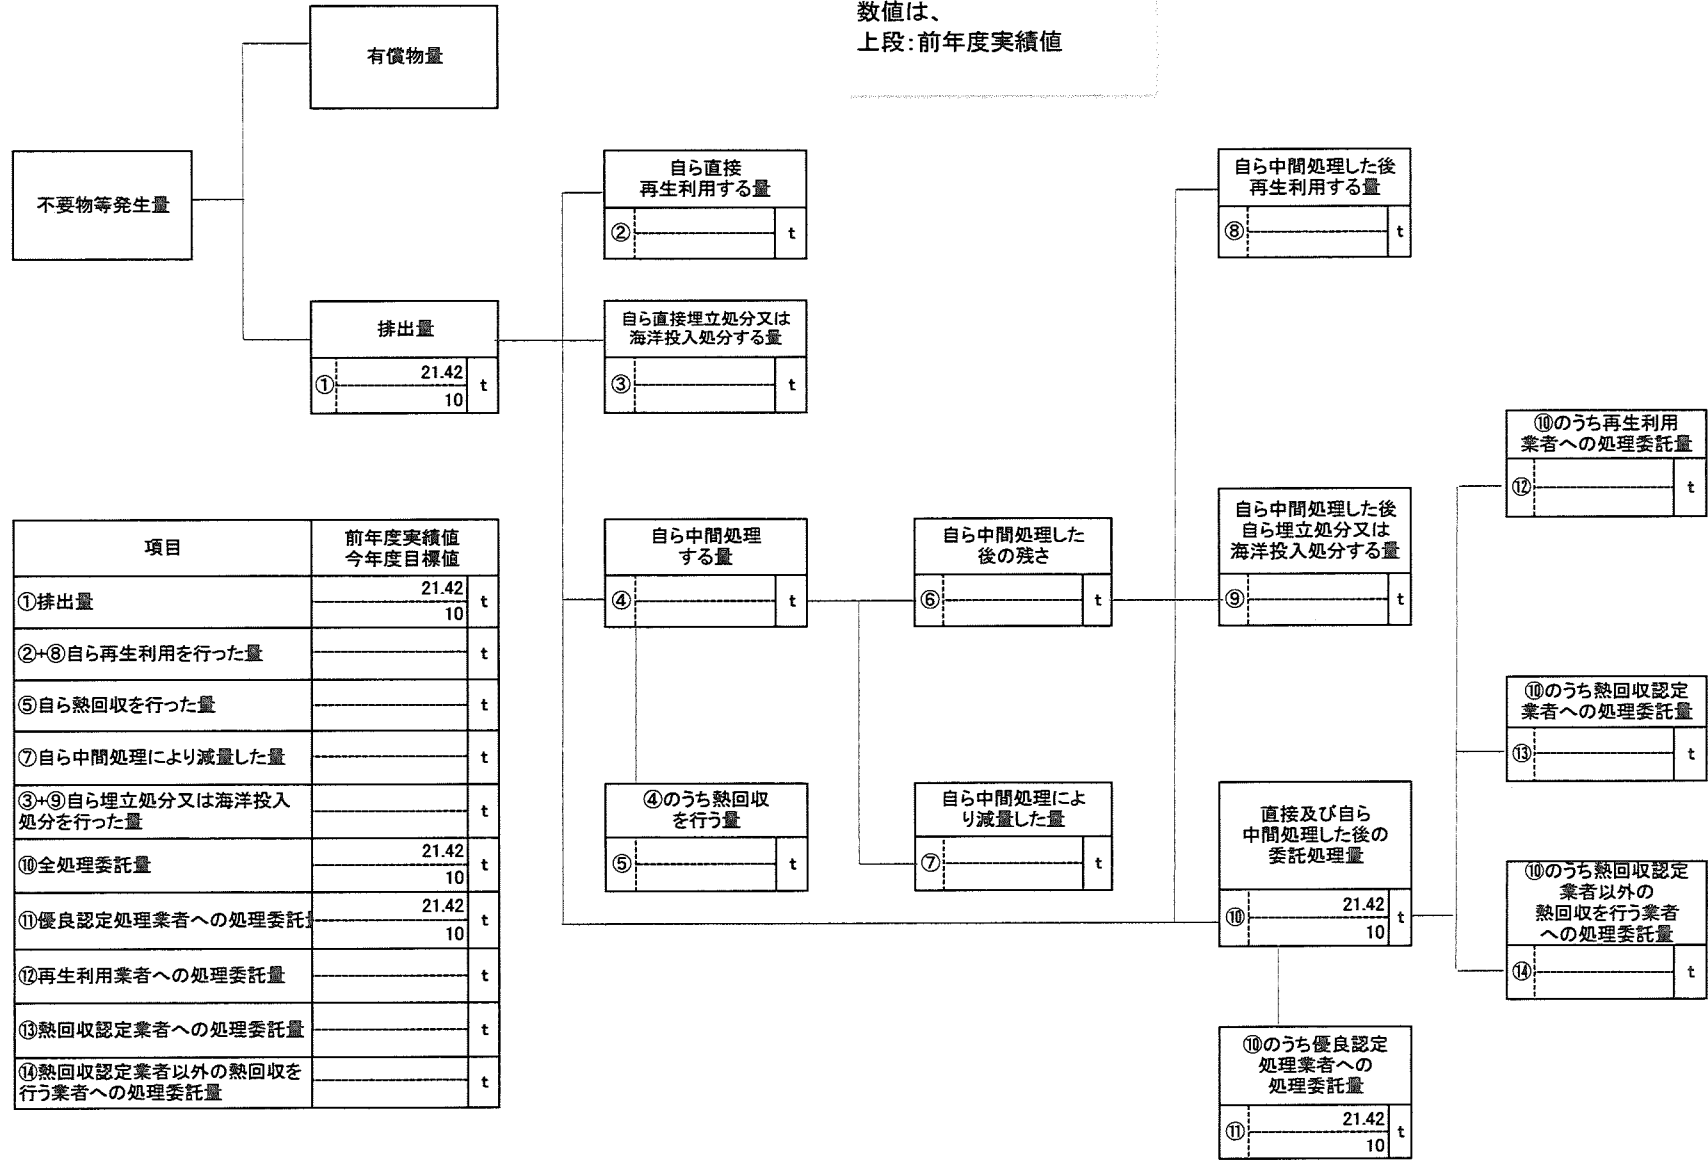 数値は、
上段：前年度実績値
有償物量
不要物等発生量
排出量
①
21.42
10
t
自ら直接
再生利用する量
②
t
自ら直接埋立処分又は
海洋投入処分する量
③
t
自ら中間処理
する量
④
t
④のうち熱回収
を行う量
⑤
t
自ら中間処理した
後の残さ
⑥
t
自ら中間処理によ
り減量した量
⑦
t
自ら中間処理した後
再生利用する量
⑧
t
自ら中間処理した後
自ら埋立処分又は
海洋投入処分する量
⑨
t
直接及び自ら
中間処理した後の
委託処理量
⑩
21.42
10
t
⑩のうち優良認定
処理業者への
処理委託量
⑪
21.42
10
t
⑩のうち再生利用
業者への処理委託量
⑫
t
⑩のうち熱回収認定
業者への処理委託量
⑬
t
⑩のうち熱回収認定
業者以外の
熱回収を行う業者
への処理委託量
⑭
t
項目
前年度実績値
今年度目標値
①排出量
21.42
10
t
②+⑧自ら再生利用を行った量
t
⑤自ら熱回収を行った量
t
⑦自ら中間処理により減量した量
t
③+⑨自ら埋立処分又は海洋投入
処分を行った量
t
⑩全処理委託量
21.42
10
t
⑪優良認定処理業者への処理委託
21.42
10
t
⑫再生利用業者への処理委託量
t
⑬熱回収認定業者への処理委託量
t
⑭熱回収認定業者以外の熱回収を
行う業者への処理委託量
t